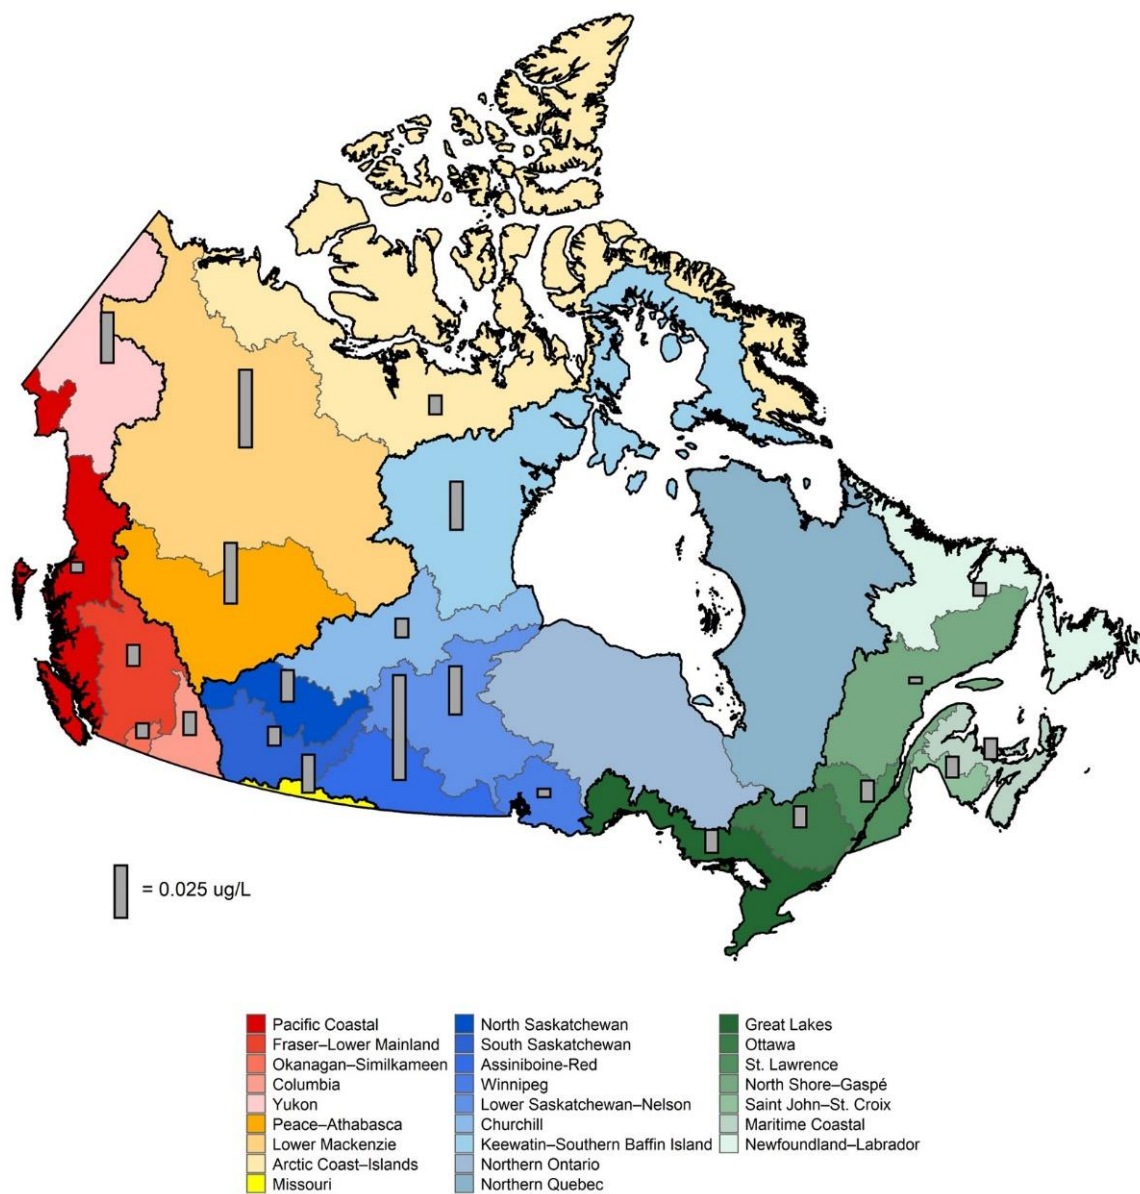 = 0.025 ug/L
Pacific Coastal
Fraser–Lower Mainland
Okanagan–Similkameen
Columbia
Yukon
Peace–Athabasca
Lower Mackenzie
Arctic Coast–Islands
Missouri
North Saskatchewan
South Saskatchewan
Assiniboine-Red
Winnipeg
Lower Saskatchewan–Nelson
Churchill
Keewatin–Southern Baffin Island
Northern Ontario
Northern Quebec
Great Lakes
Ottawa
St. Lawrence
North Shore–Gaspé
Saint John–St. Croix
Maritime Coastal
Newfoundland–Labrador